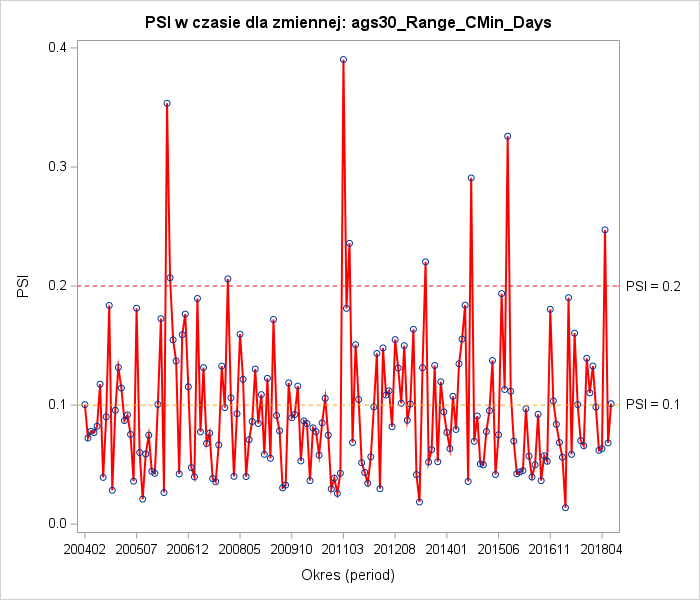 PSI w czasie dla zmiennej: ags30_Range_CMin_Days
0.4
0.3
0.2
0.1
0.0
PSI
PSI = 0.2
PSI = 0.1
200402 200507 200612 200805 200910 201103 201208 201401 201506 201611 201804
Okres (period)